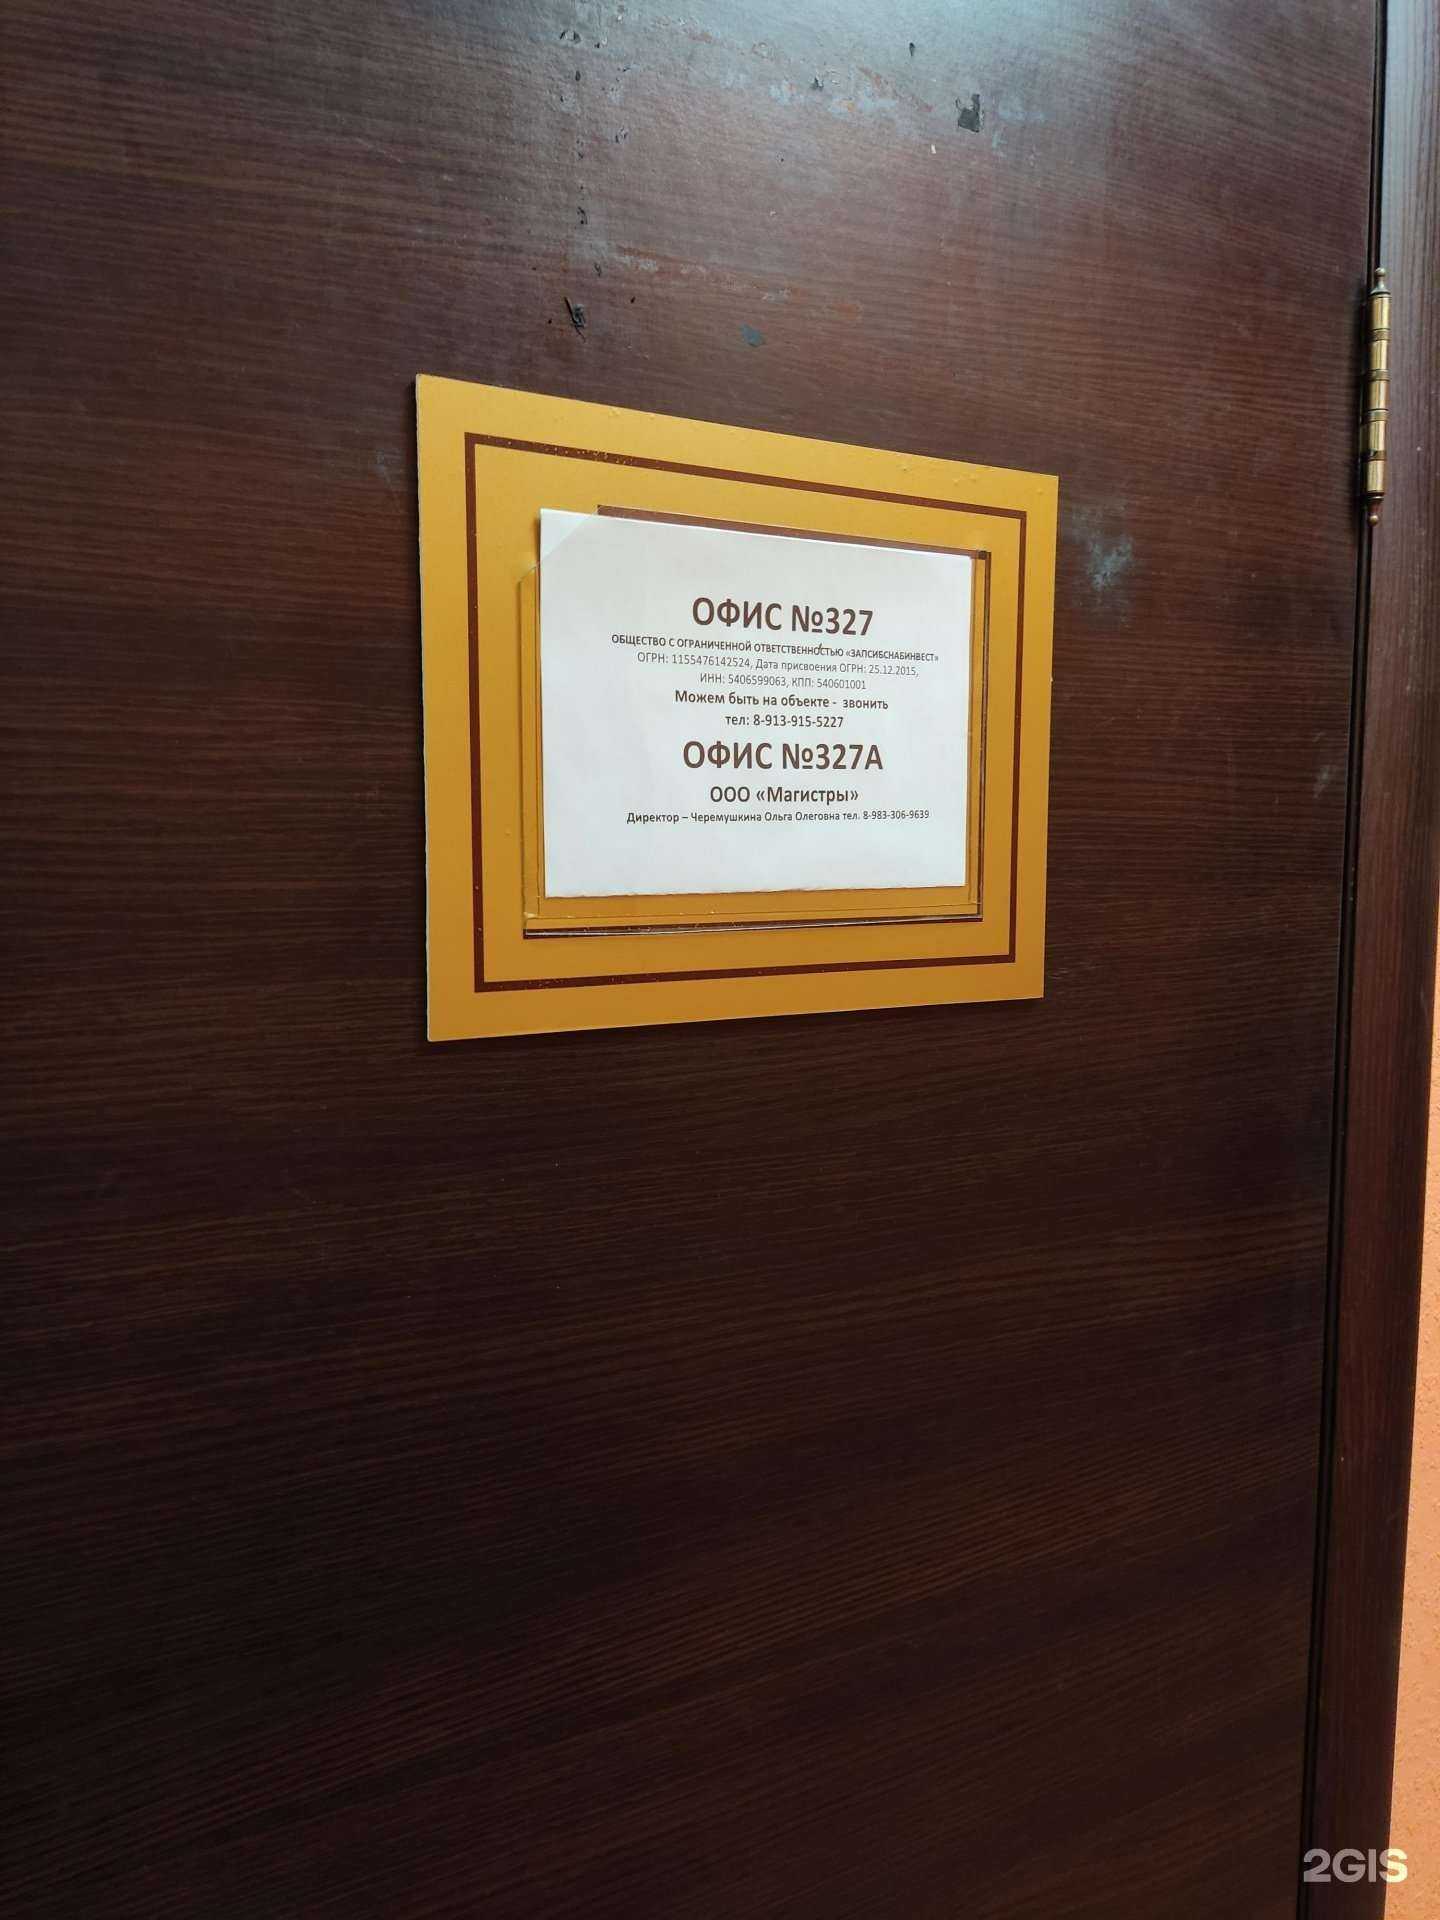 ОФИС №327
ОБЩЕСТВО С ОГРАНИЧЕННОЙ ОТВЕТСТВЕННОСТЬЮ «ЗАПСИБСНАБИНВЕСТ»
ОГРН: 1155476142524, Дата присвоения ОГРН: 25.12.2015,
ИНН: 5406599063, КПП: 540601001
Можем быть на объекте - звонить
тел: 8-913-915-5227
ОФИС №327А
ООО «Магистры»
Директор – Черемушкина Ольга Олеговна тел. 8-983-306-9639
2GIS